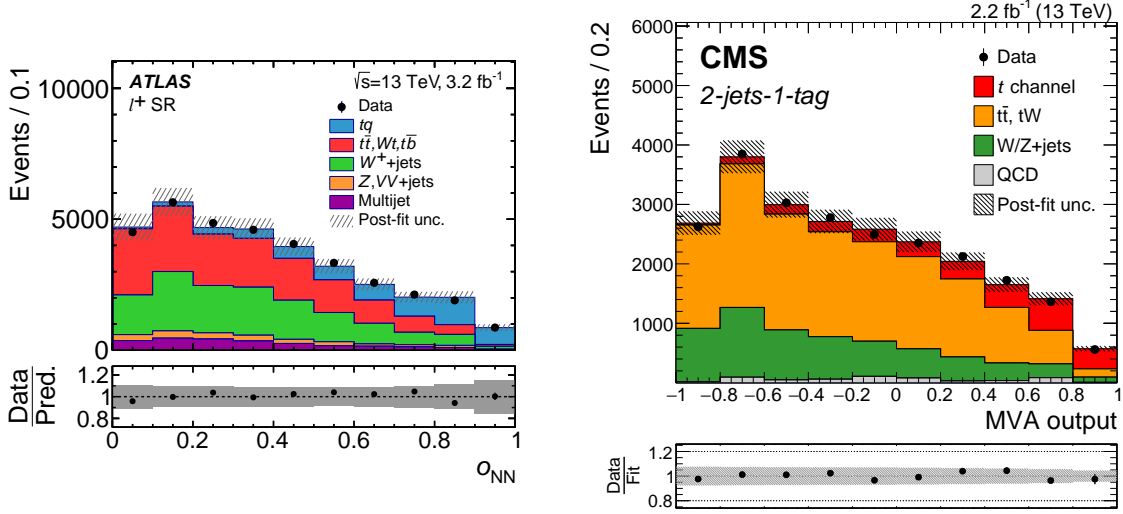 ATLAS
l⁺ SR
√s=13 TeV, 3.2 fb⁻¹
Data
tq
tt̄,Wt,tb̄
W⁺+jets
Z,VV+jets
Multijet
Post-fit unc.
Events / 0.1
10000
5000
0
Data
Pred.
1.2
1
0.8
0 0.2 0.4 0.6 0.8 1
o_NN
2.2 fb⁻¹ (13 TeV)
CMS
2-jets-1-tag
Data
t channel
tt̄, tW
W/Z+jets
QCD
Post-fit unc.
Events / 0.2
6000
5000
4000
3000
2000
1000
−1 −0.8 −0.6 −0.4 −0.2 0 0.2 0.4 0.6 0.8 1
MVA output
Data
Fit
1.2
1
0.8